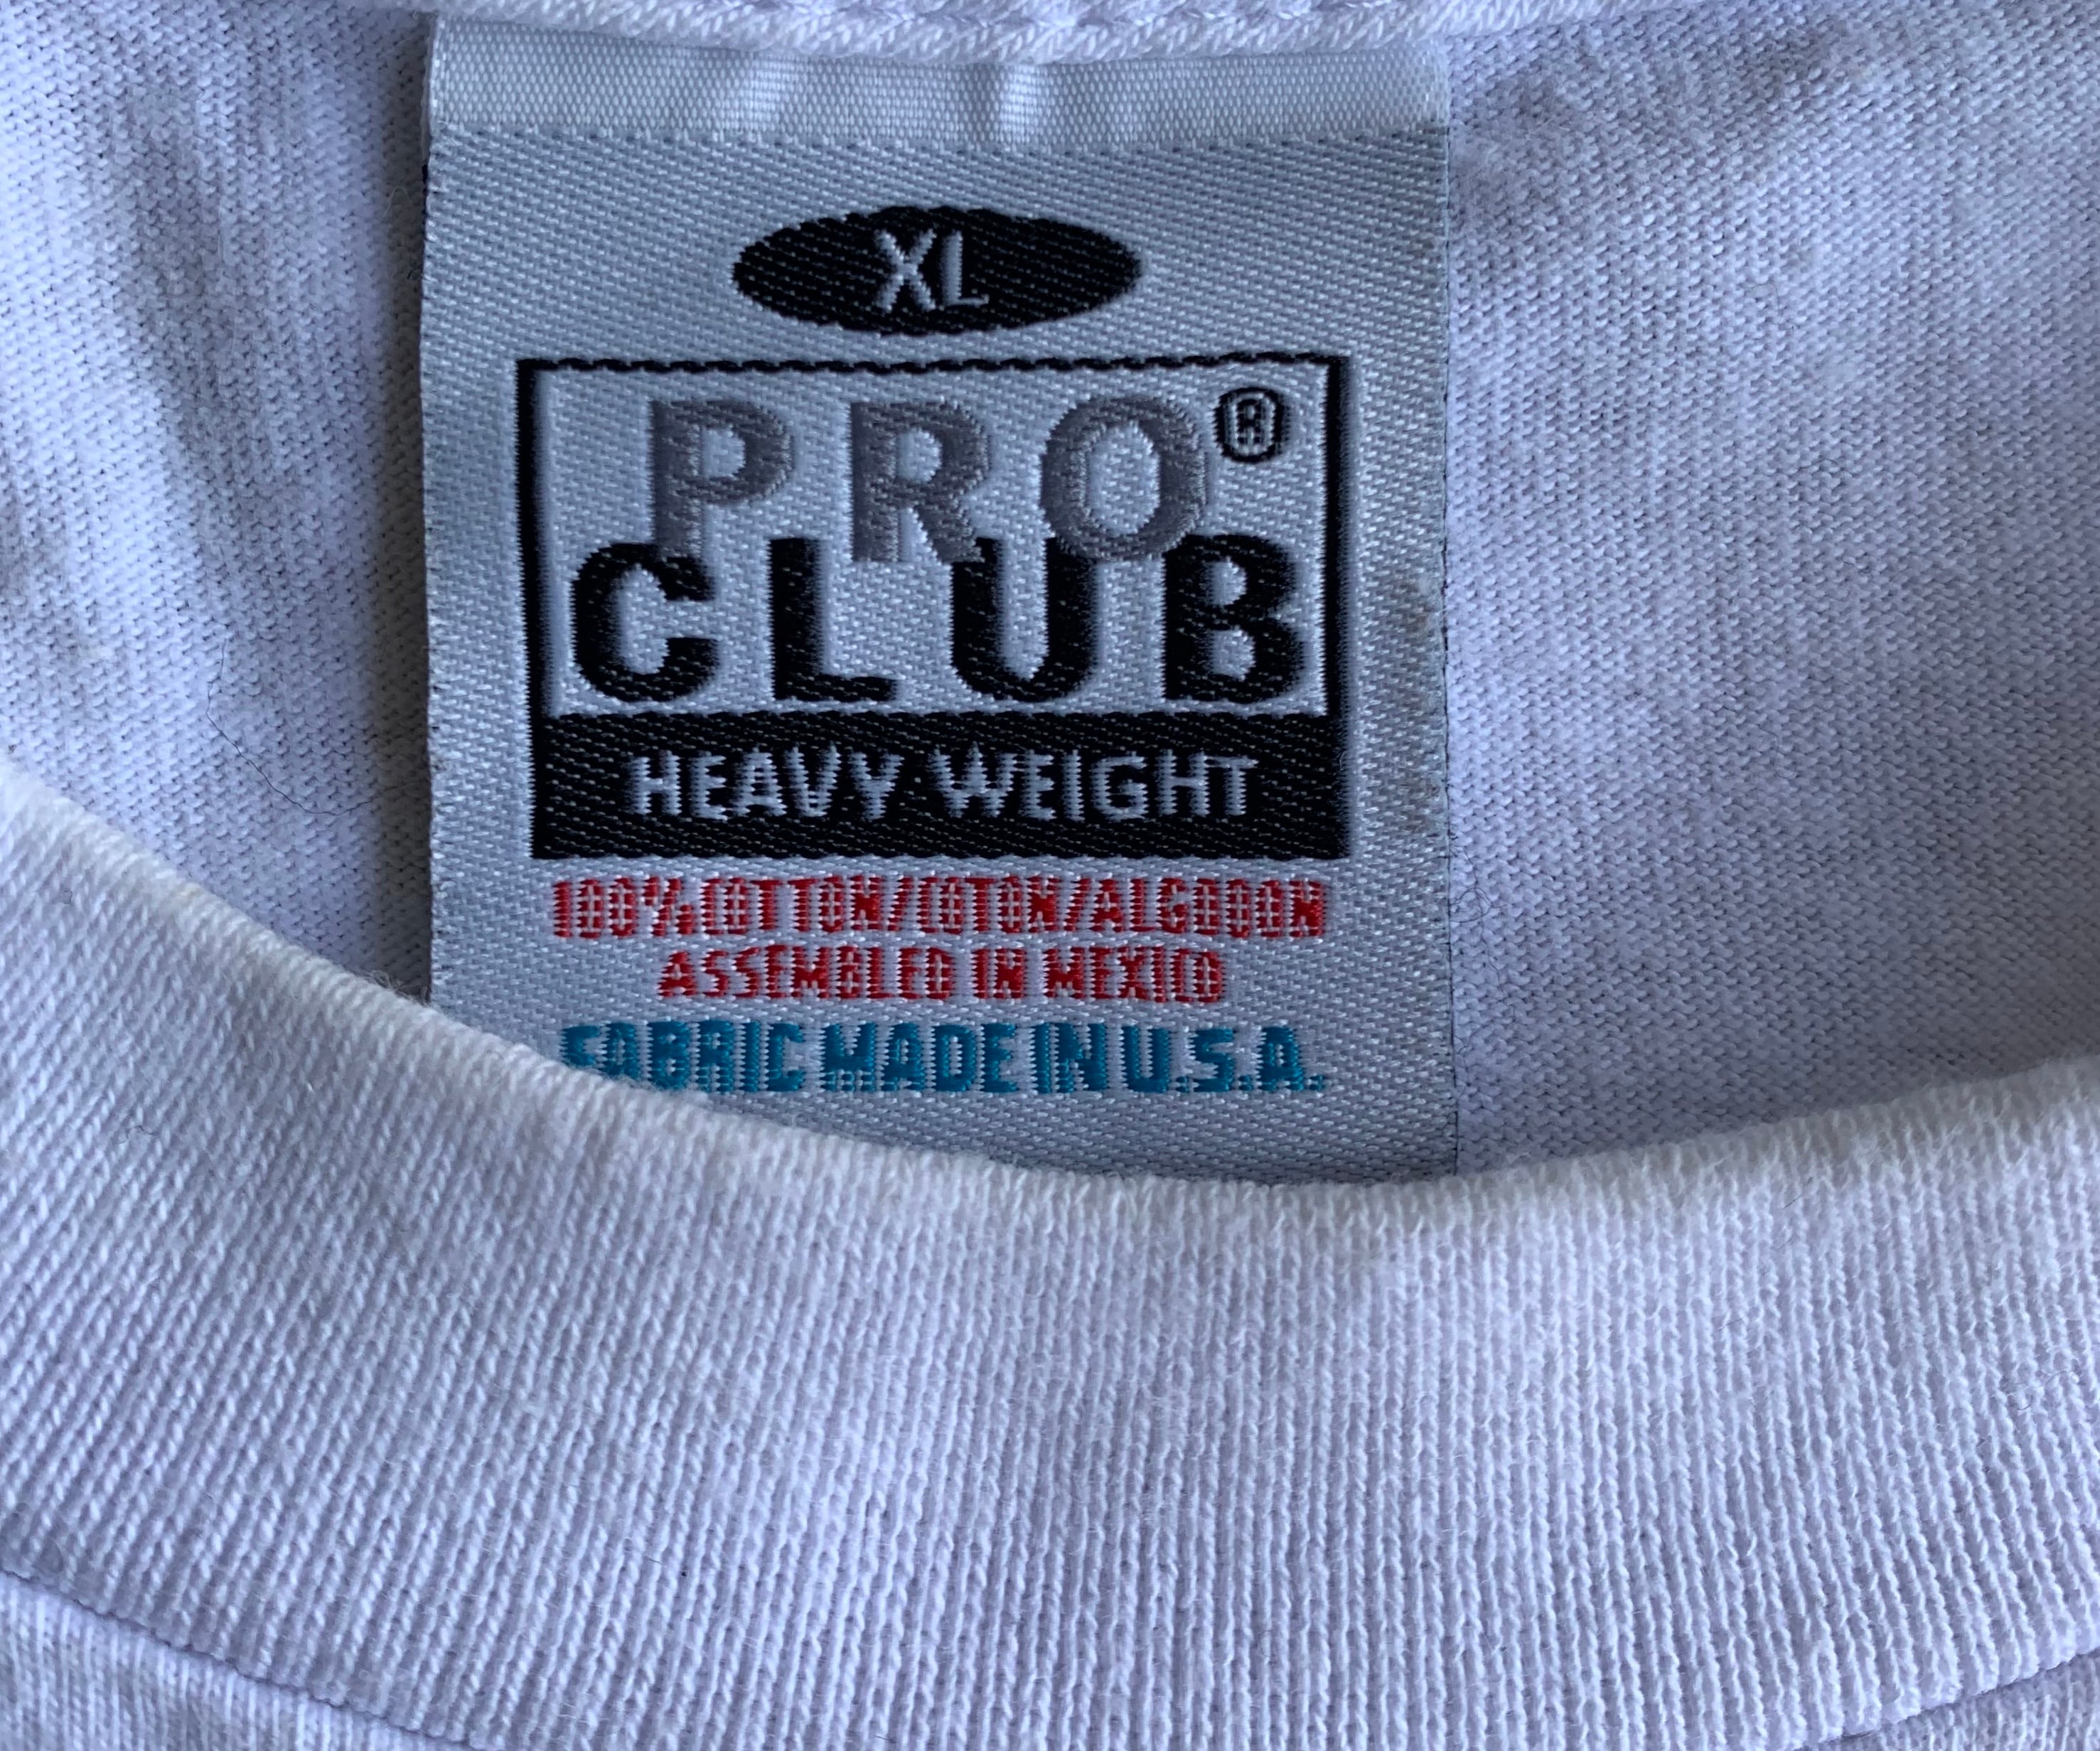 XL
PRO®
CLUB
HEAVY WEIGHT
100% COTTON/COTON/ALGODON
ASSEMBLED IN MEXICO
FABRIC MADE IN U.S.A.